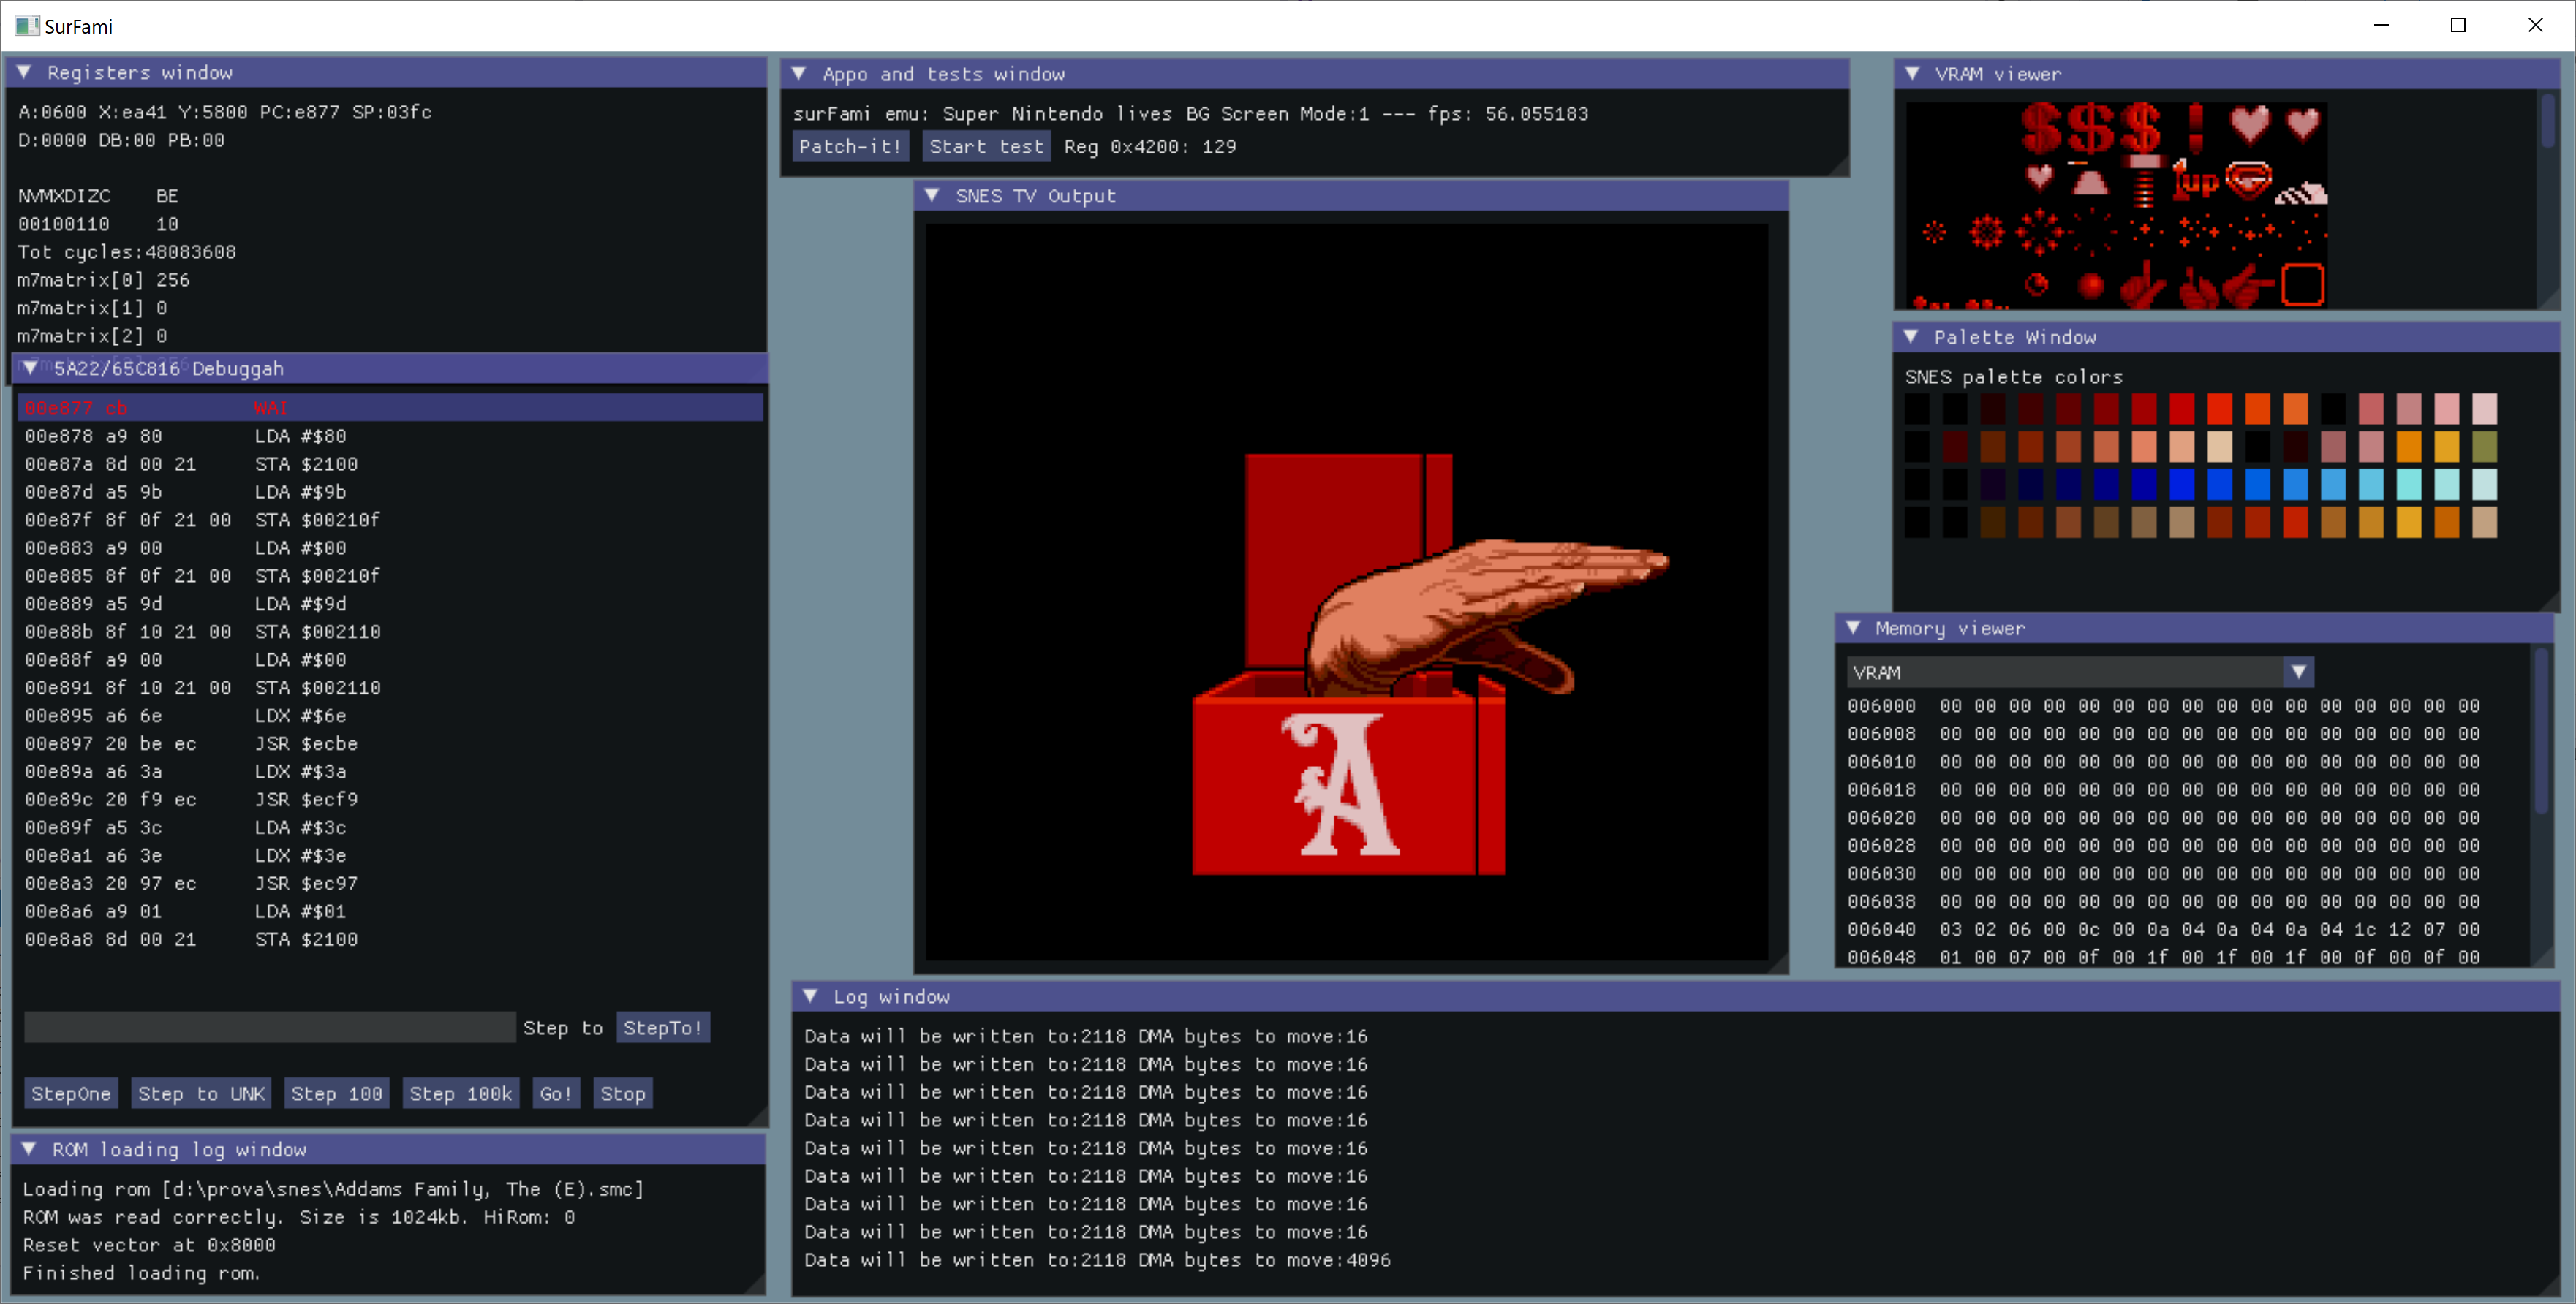 SurFami
Registers window
A:0600 X:ea41 Y:5800 PC:e877 SP:03fc
D:0000 DB:00 PB:00
NVMXDIZC BE
00100110 10
Tot cycles:48083608
m7matrix[0] 256
m7matrix[1] 0
m7matrix[2] 0
5A22/65C816 Debuggah
00e877 cb WAI
00e878 a9 80 LDA #$80
00e87a 8d 00 21 STA $2100
00e87d a5 9b LDA #$9b
00e87f 8f 0f 21 00 STA $00210f
00e883 a9 00 LDA #$00
00e885 8f 0f 21 00 STA $00210f
00e889 a5 9d LDA #$9d
00e88b 8f 10 21 00 STA $002110
00e88f a9 00 LDA #$00
00e891 8f 10 21 00 STA $002110
00e895 a6 6e LDX #$6e
00e897 20 be ec JSR $ecbe
00e89a a6 3a LDX #$3a
00e89c 20 f9 ec JSR $ecf9
00e89f a5 3c LDA #$3c
00e8a1 a6 3e LDX #$3e
00e8a3 20 97 ec JSR $ec97
00e8a6 a9 01 LDA #$01
00e8a8 8d 00 21 STA $2100
Step to StepTo!
StepOne Step to UNK Step 100 Step 100k Go! Stop
ROM loading log window
Loading rom [d:\prova\snes\Addams Family, The (E).smc]
ROM was read correctly. Size is 1024kb. HiRom: 0
Reset vector at 0x8000
Finished loading rom.
Appo and tests window
surFami emu: Super Nintendo lives BG Screen Mode:1 --- fps: 56.055183
Patch-it! Start test Reg 0x4200: 129
SNES TV Output
A
VRAM viewer
$ $ $ !
1up
Palette Window
SNES palette colors
Memory viewer
VRAM
006000 00 00 00 00 00 00 00 00 00 00 00 00 00 00 00 00
006008 00 00 00 00 00 00 00 00 00 00 00 00 00 00 00 00
006010 00 00 00 00 00 00 00 00 00 00 00 00 00 00 00 00
006018 00 00 00 00 00 00 00 00 00 00 00 00 00 00 00 00
006020 00 00 00 00 00 00 00 00 00 00 00 00 00 00 00 00
006028 00 00 00 00 00 00 00 00 00 00 00 00 00 00 00 00
006030 00 00 00 00 00 00 00 00 00 00 00 00 00 00 00 00
006038 00 00 00 00 00 00 00 00 00 00 00 00 00 00 00 00
006040 03 02 06 00 0c 00 0a 04 0a 04 0a 04 1c 12 07 00
006048 01 00 07 00 0f 00 1f 00 1f 00 1f 00 0f 00 0f 00
Log window
Data will be written to:2118 DMA bytes to move:16
Data will be written to:2118 DMA bytes to move:16
Data will be written to:2118 DMA bytes to move:16
Data will be written to:2118 DMA bytes to move:16
Data will be written to:2118 DMA bytes to move:16
Data will be written to:2118 DMA bytes to move:16
Data will be written to:2118 DMA bytes to move:16
Data will be written to:2118 DMA bytes to move:16
Data will be written to:2118 DMA bytes to move:4096